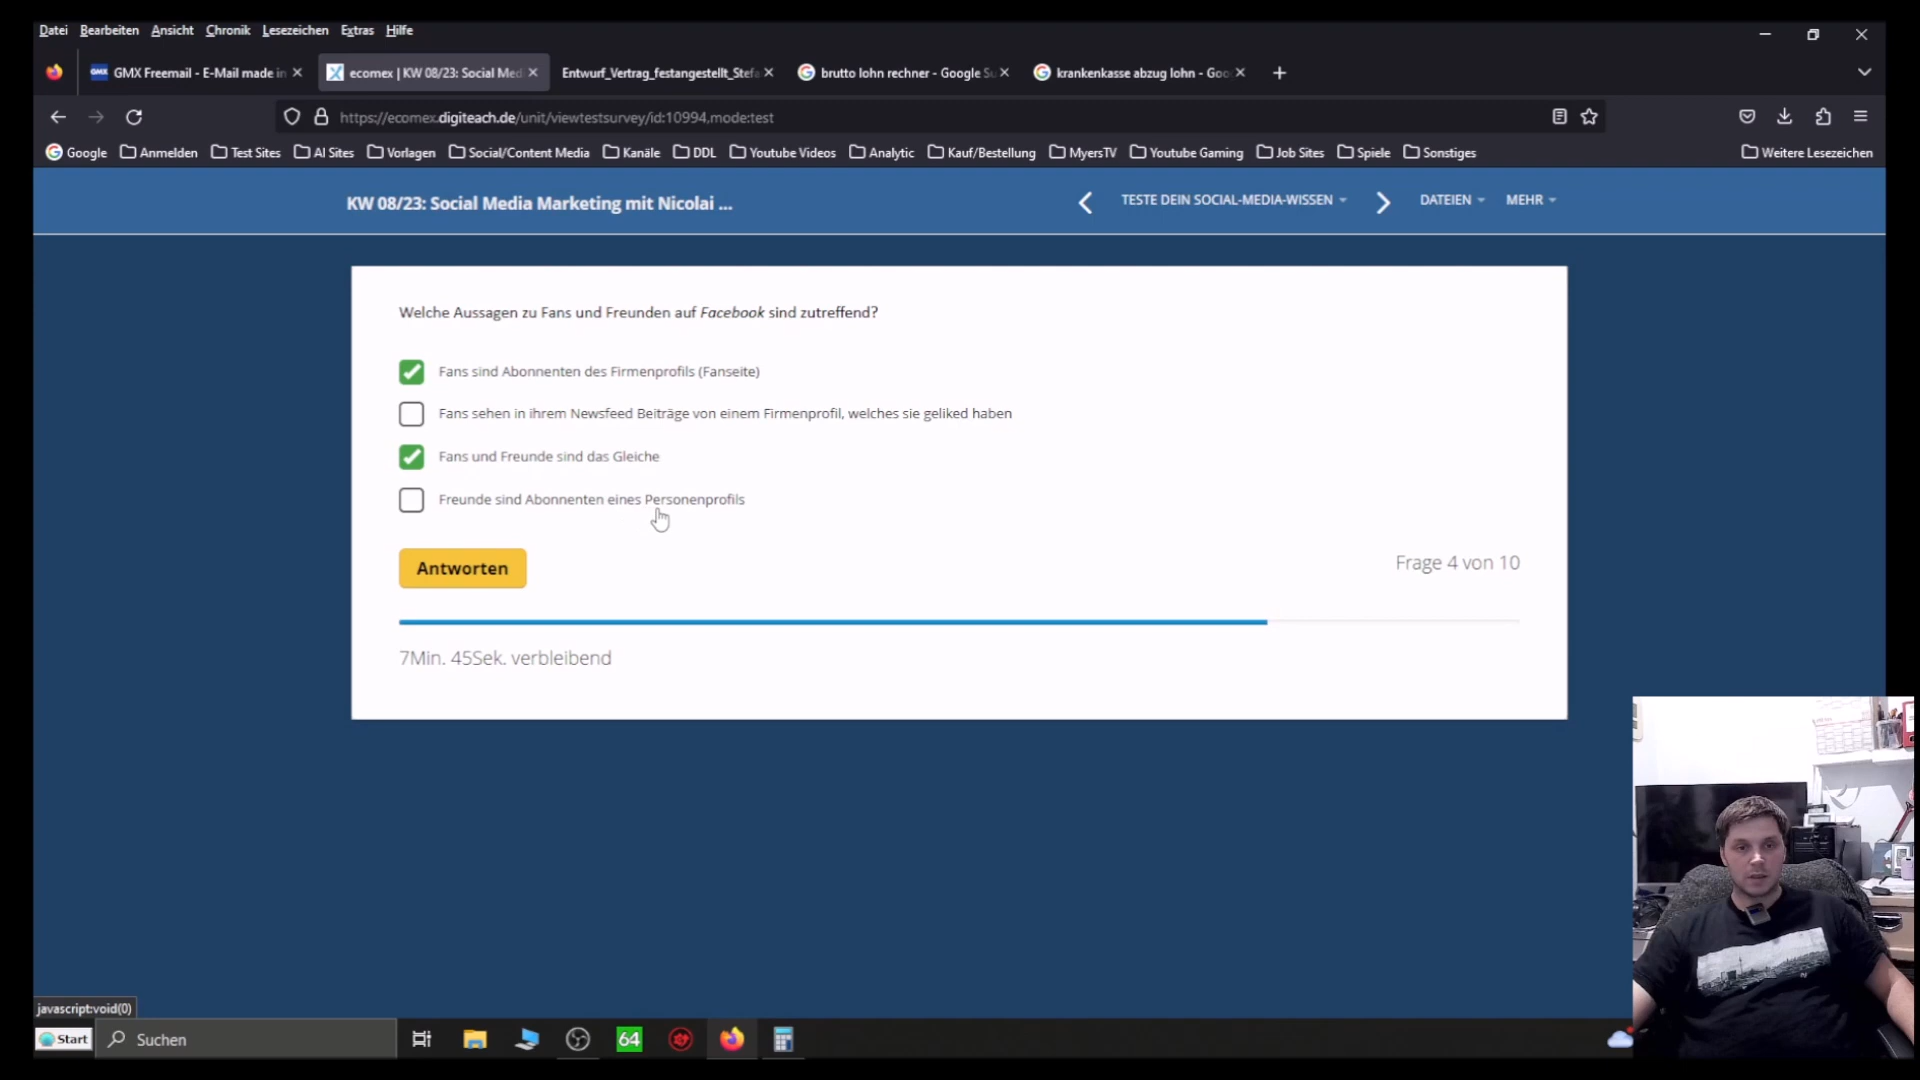 Datei Bearbeiten Ansicht Chronik Lesezeichen Extras Hilfe
GMX GMX Freemail - E-Mail made in
ecomex | KW 08/23: Social Med
Entwurf_Vertrag_festangestellt_Stef
brutto lohn rechner - Google Su
krankenkasse abzug lohn - Goo
https://ecomex.digiteach.de/unit/viewtestsurvey/id:10994,mode:test
Google Anmelden Test Sites AI Sites Vorlagen Social/Content Media Kanäle DDL Youtube Videos Analytic Kauf/Bestellung MyersTV Youtube Gaming Job Sites Spiele Sonstiges Weitere Lesezeichen
KW 08/23: Social Media Marketing mit Nicolai ...
TESTE DEIN SOCIAL-MEDIA-WISSEN DATEIEN MEHR
Welche Aussagen zu Fans und Freunden auf Facebook sind zutreffend?
Fans sind Abonnenten des Firmenprofils (Fanseite)
Fans sehen in ihrem Newsfeed Beiträge von einem Firmenprofil, welches sie geliked haben
Fans und Freunde sind das Gleiche
Freunde sind Abonnenten eines Personenprofils
Antworten
Frage 4 von 10
7Min. 45Sek. verbleibend
javascript:void(0)
Start Suchen 64